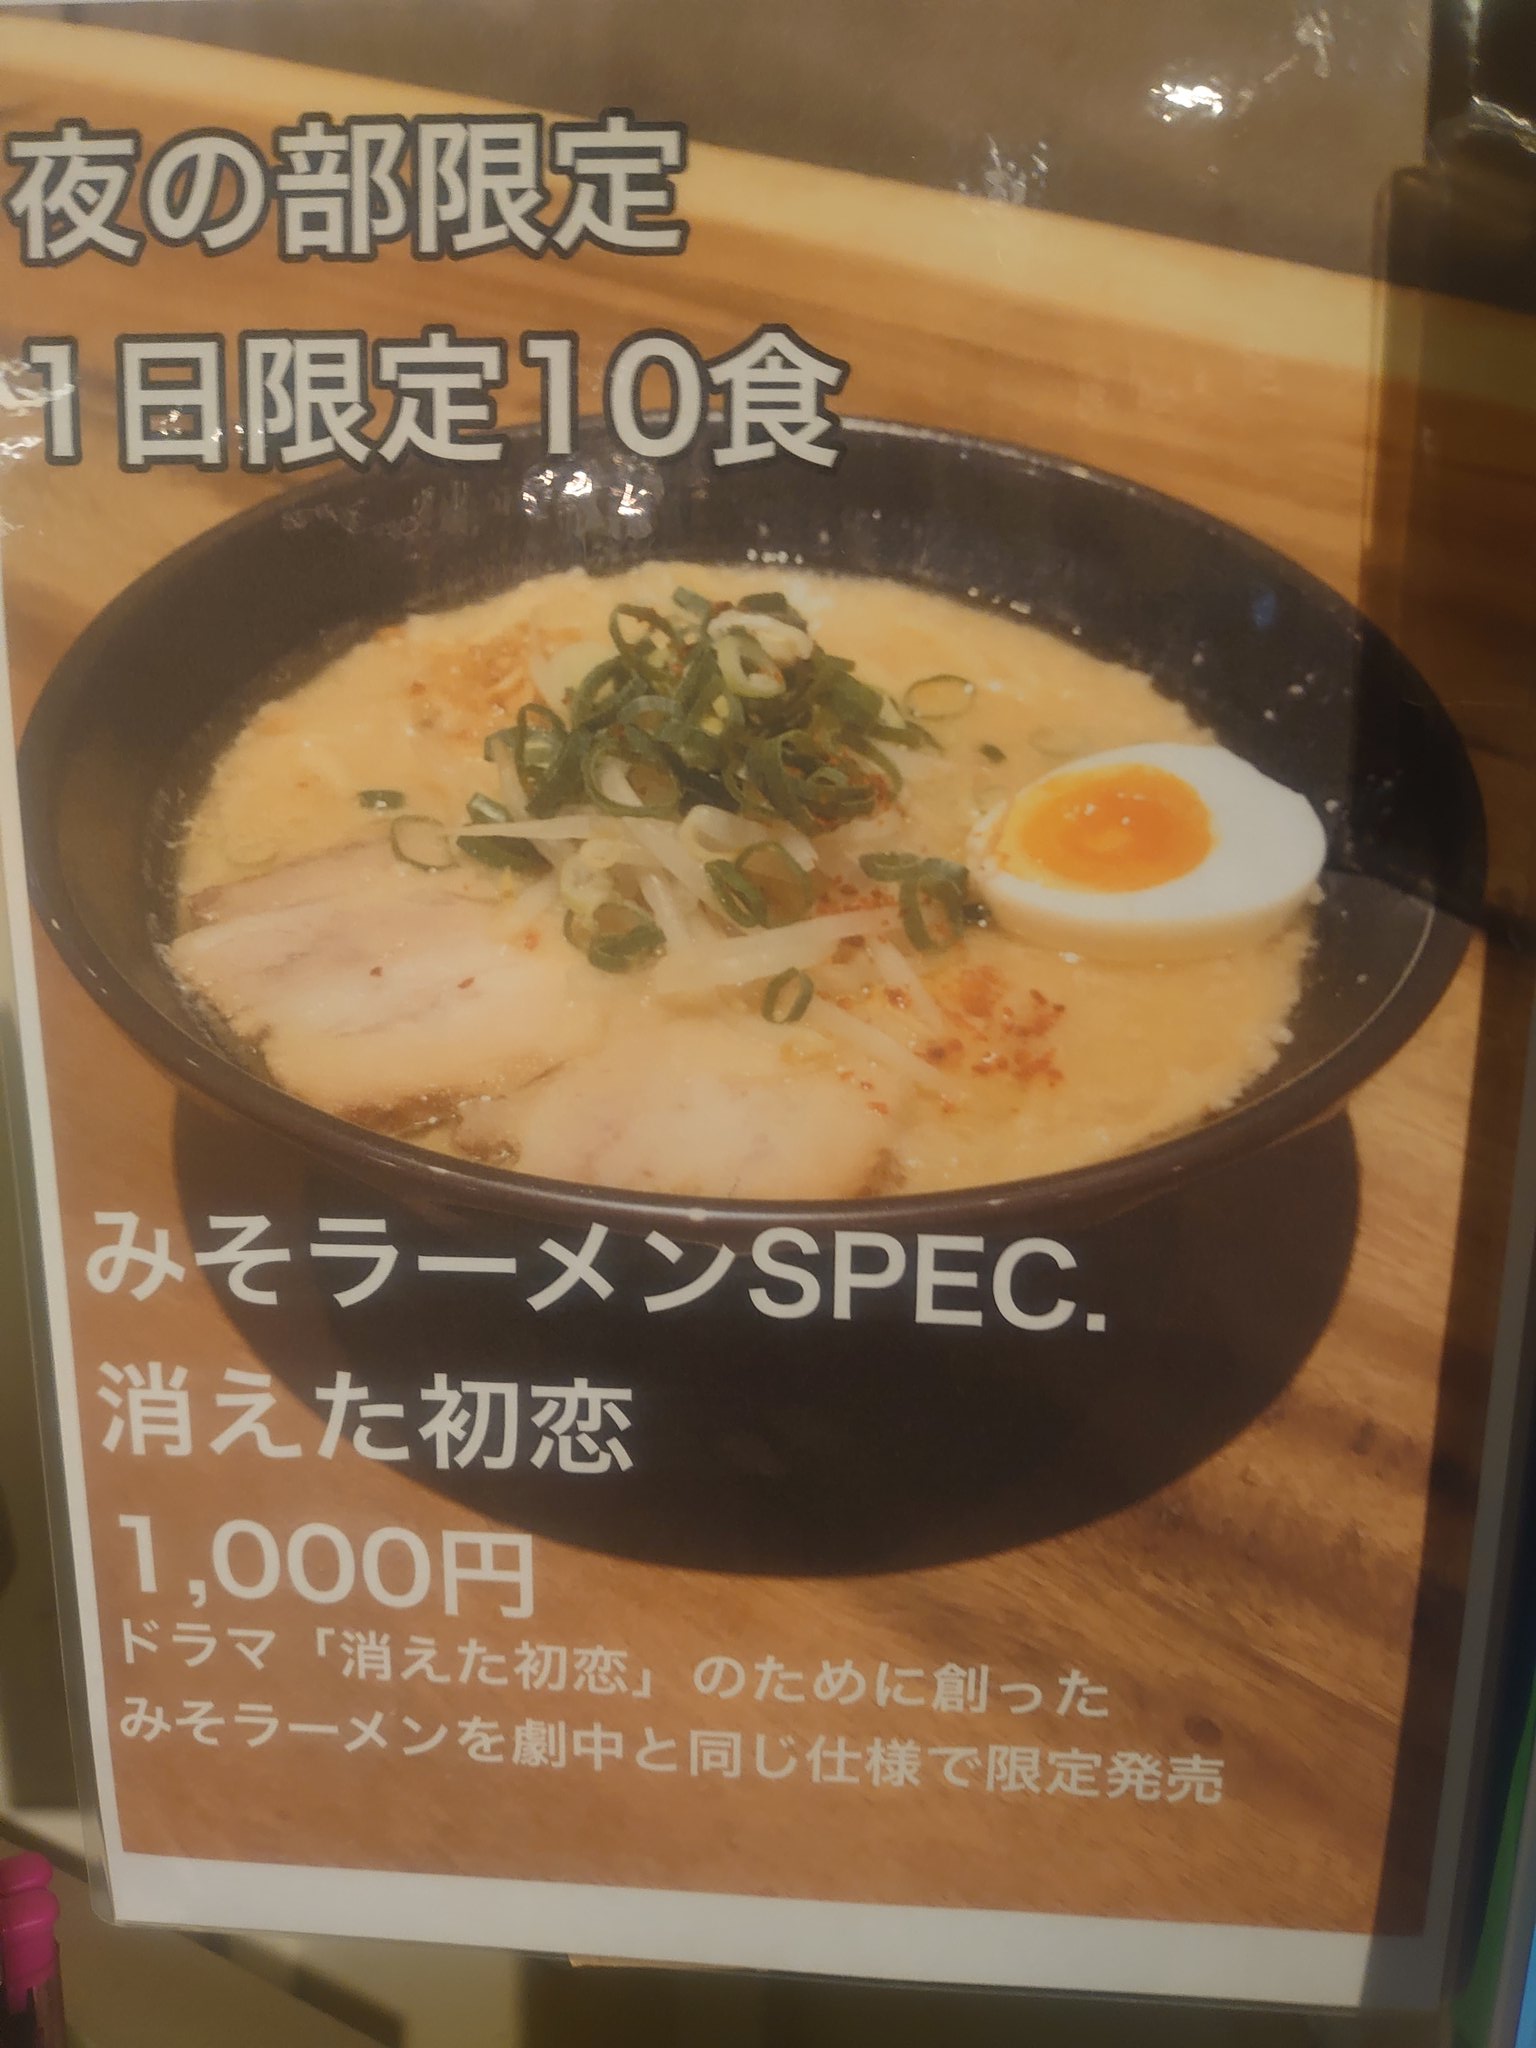 夜の部限定
1日限定10食
みそラーメンSPEC.
消えた初恋
1,000円
ドラマ「消えた初恋」のために創った
みそラーメンを劇中と同じ仕様で限定発売